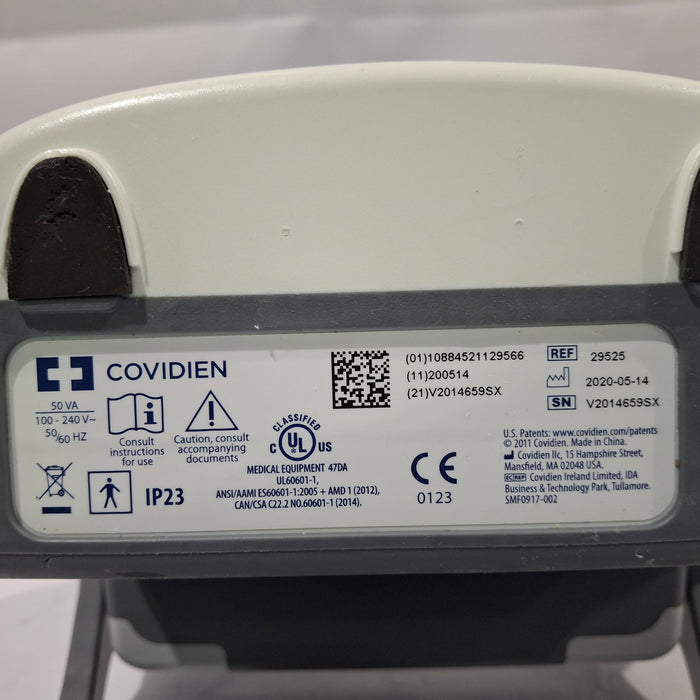 COVIDIEN
50 VA
100 - 240 V~
50/60 HZ
Consult
instructions
for use
Caution, consult
accompanying
documents
IP23
CLASSIFIED
C UL US
MEDICAL EQUIPMENT 47DA
UL60601-1,
ANSI/AAMI ES60601-1:2005 + AMD 1 (2012),
CAN/CSA C22.2 NO.60601-1 (2014).
(01)10884521129566
(11)200514
(21)V2014659SX
CE
0123
REF 29525
2020-05-14
SN V2014659SX
U.S. Patents: www.covidien.com/patents
© 2011 Covidien. Made in China.
Covidien llc, 15 Hampshire Street,
Mansfield, MA 02048 USA.
EC REP Covidien Ireland Limited, IDA
Business & Technology Park, Tullamore.
SMF0917-002